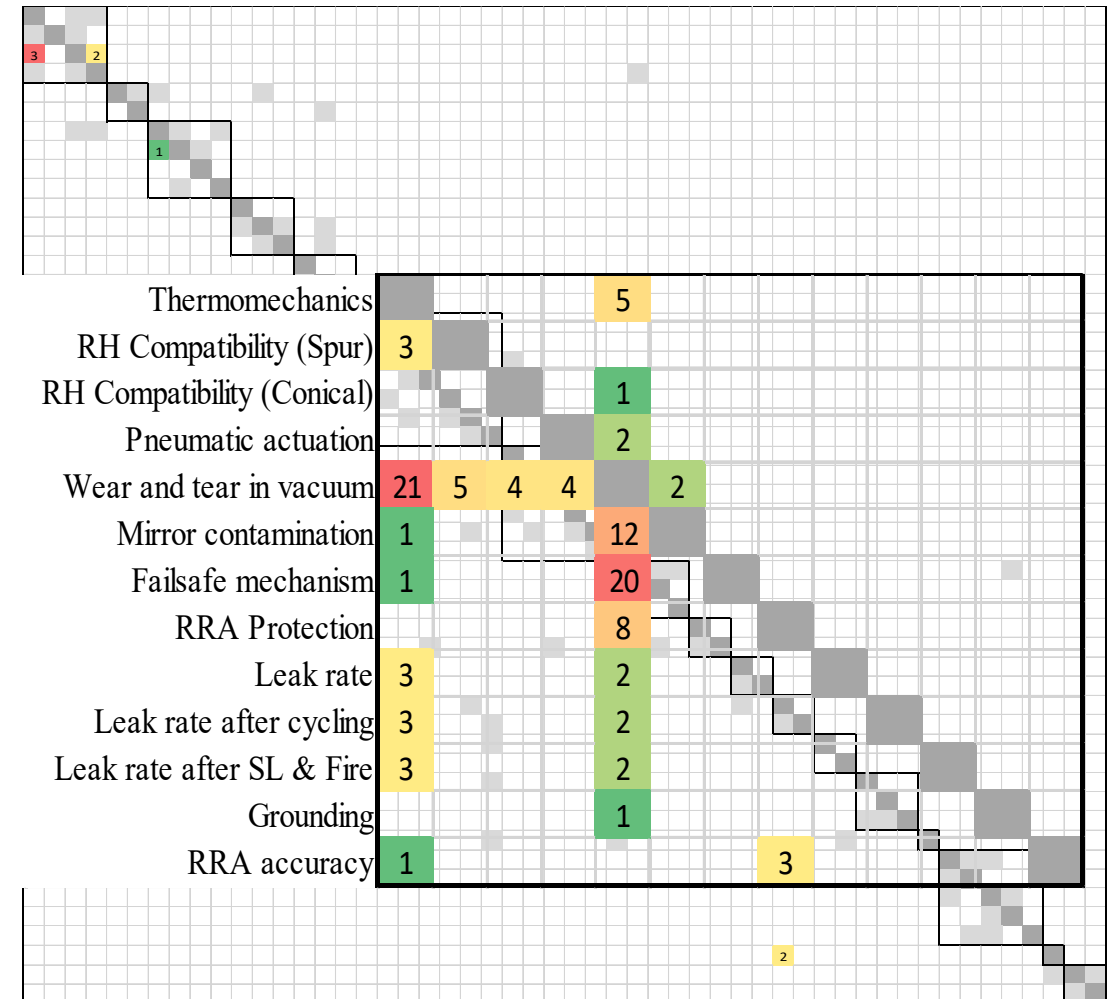 3 2
1
Thermomechanics 5
RH Compatibility (Spur) 3
RH Compatibility (Conical) 1
Pneumatic actuation 2
Wear and tear in vacuum 21 5 4 4 2
Mirror contamination 1 12
Failsafe mechanism 1 20
RRA Protection 8
Leak rate 3 2
Leak rate after cycling 3 2
Leak rate after SL & Fire 3 2
Grounding 1
RRA accuracy 1 3
2